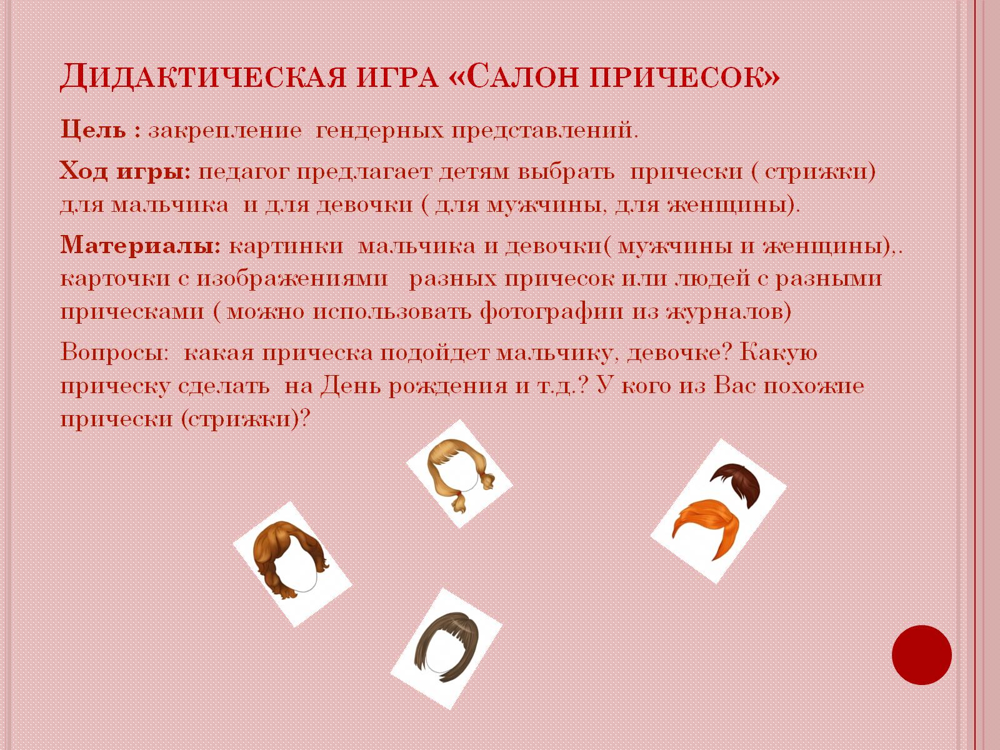 Дидактическая игра «Салон причесок»
Цель : закрепление гендерных представлений.
Ход игры: педагог предлагает детям выбрать прически ( стрижки)
для мальчика и для девочки ( для мужчины, для женщины).
Материалы: картинки мальчика и девочки( мужчины и женщины),.
карточки с изображениями разных причесок или людей с разными
прическами ( можно использовать фотографии из журналов)
Вопросы: какая прическа подойдет мальчику, девочке? Какую
прическу сделать на День рождения и т.д.? У кого из Вас похожие
прически (стрижки)?